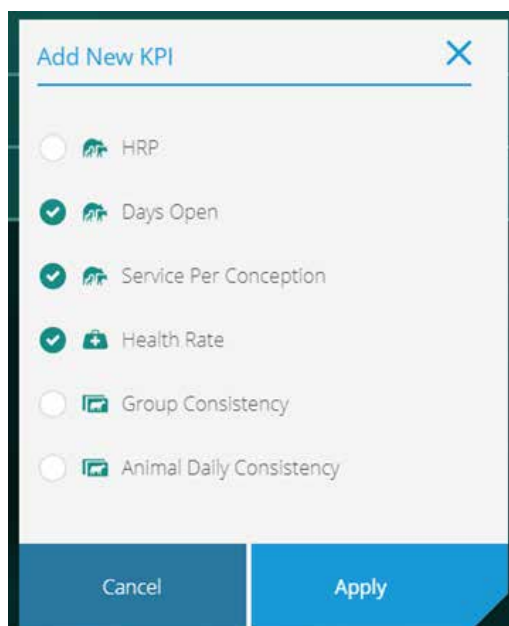 Add New KPI
HRP
Days Open
Service Per Conception
Health Rate
Group Consistency
Animal Daily Consistency
Cancel
Apply